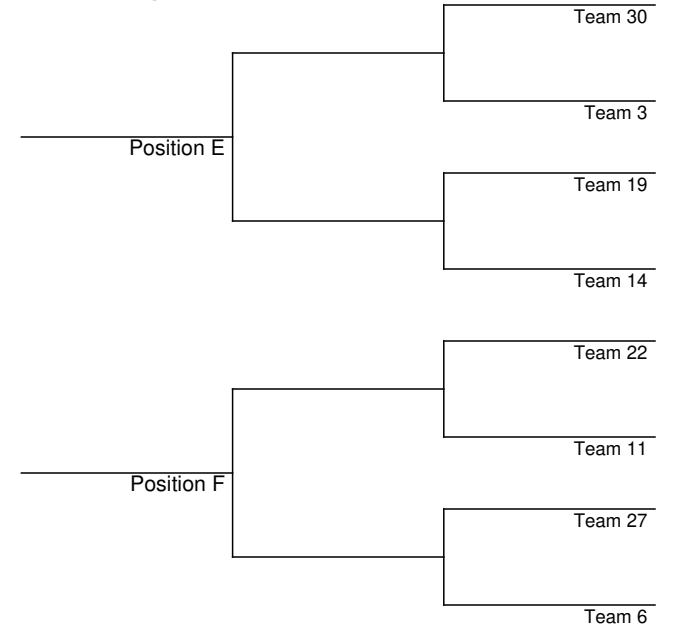 Team 30
Team 3
Position E
Team 19
Team 14
Team 22
Team 11
Position F
Team 27
Team 6